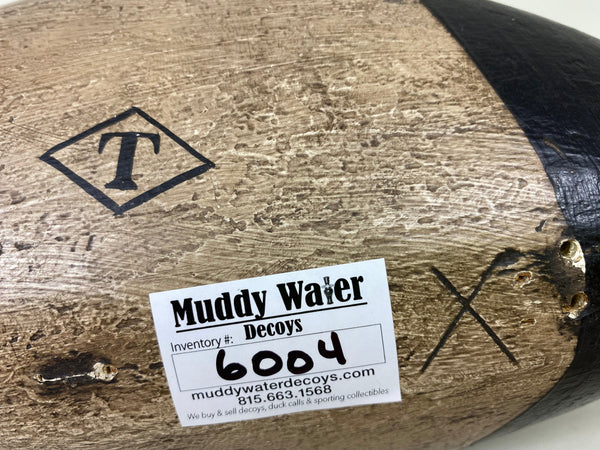 T
Muddy Water
Decoys
Inventory #:
6004
muddywaterdecoys.com
815.663.1568
We buy & sell decoys, duck calls & sporting collectibles
X